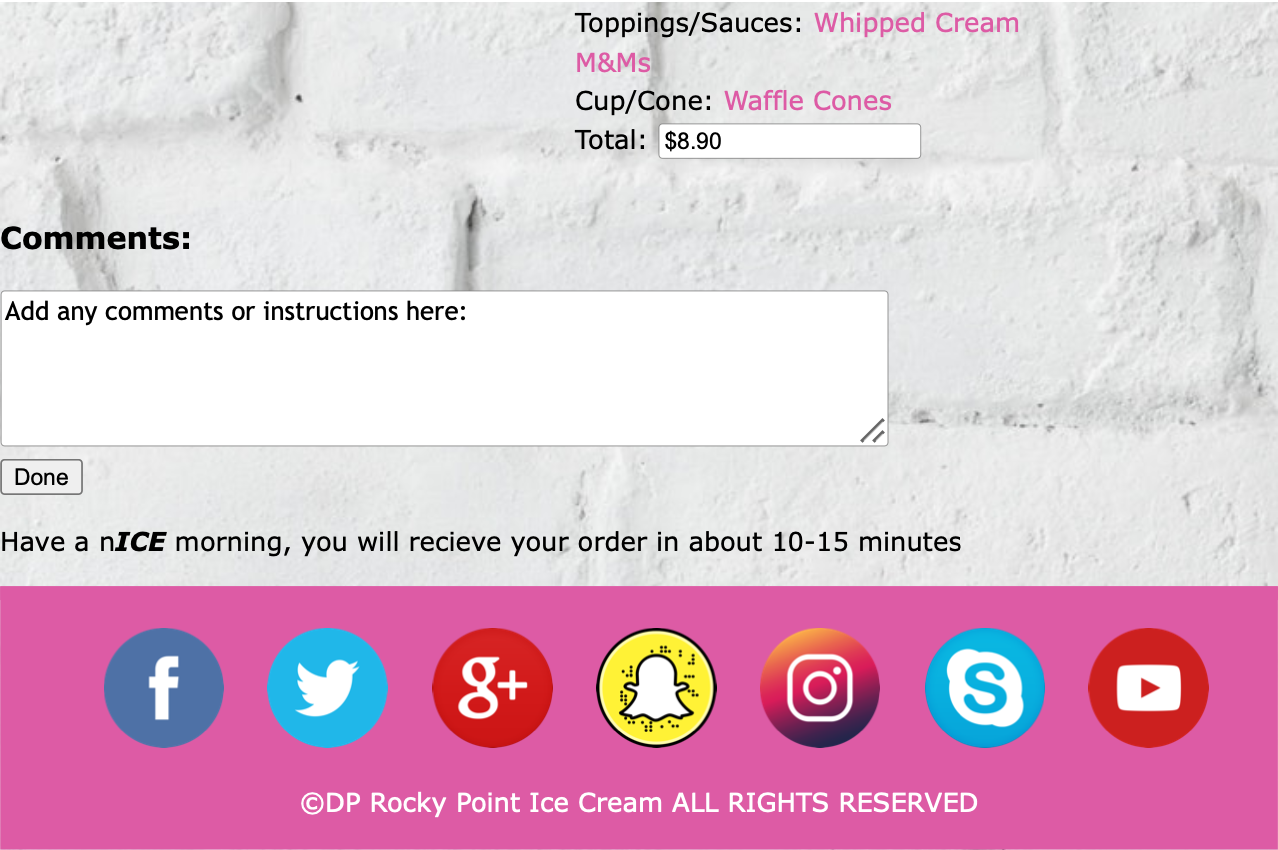 Toppings/Sauces: Whipped Cream
M&Ms
Cup/Cone: Waffle Cones
Total: $8.90
Comments:
Add any comments or instructions here:
Done
Have a nICE morning, you will recieve your order in about 10-15 minutes
f
g+
S
©DP Rocky Point Ice Cream ALL RIGHTS RESERVED